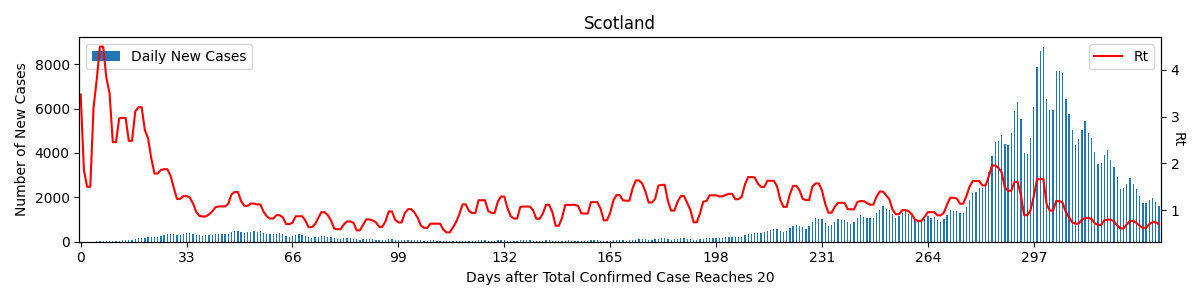 Scotland
Daily New Cases
Rt
Number of New Cases
8000
6000
4000
2000
0
4
3
2
1
Rt
0 33 66 99 132 165 198 231 264 297
Days after Total Confirmed Case Reaches 20